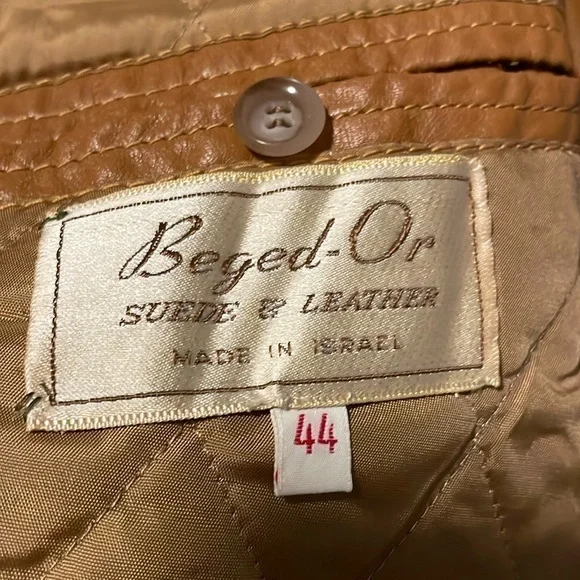 Beged-Or
SUEDE & LEATHER
MADE IN ISRAEL
44